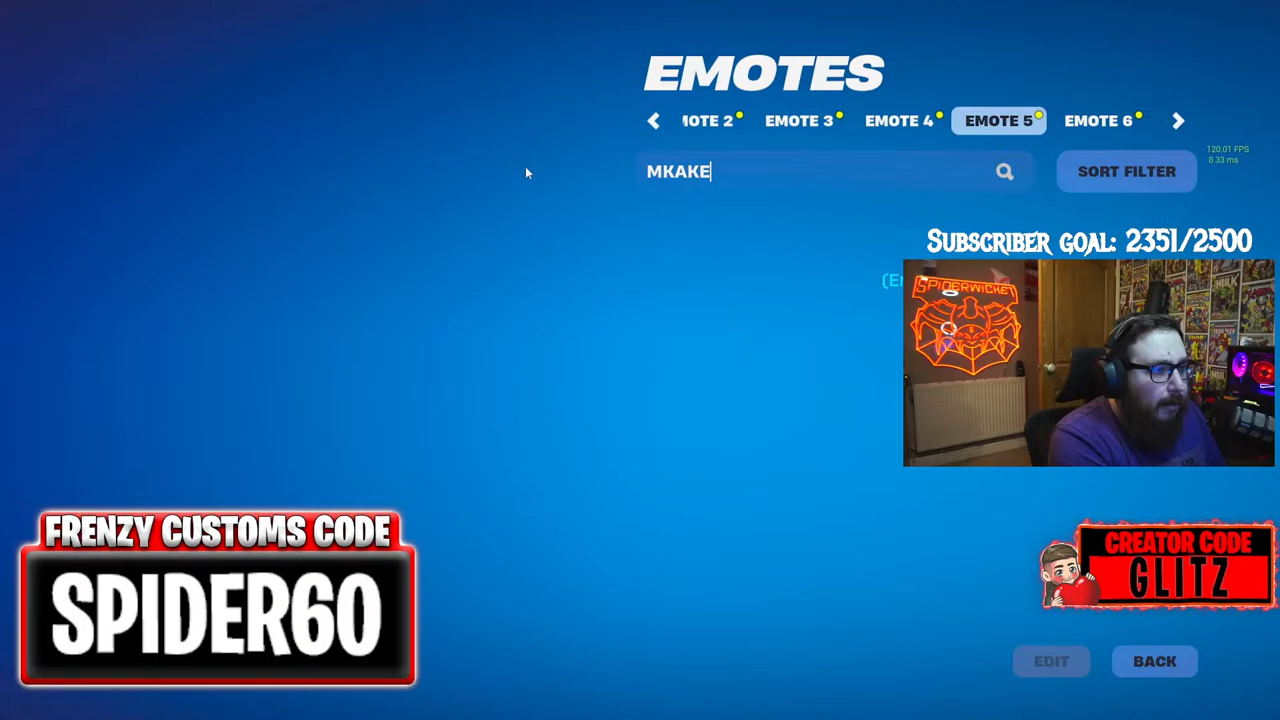 EMOTES
IOTE 2 EMOTE 3 EMOTE 4 EMOTE 5 EMOTE 6
120.01 FPS
8.33 ms
MKAKE
SORT FILTER
SUBSCRIBER GOAL: 2351/2500
(E
SPIDERWICKET
HULK
FRENZY CUSTOMS CODE
SPIDER60
CREATOR CODE
GLITZ
EDIT BACK